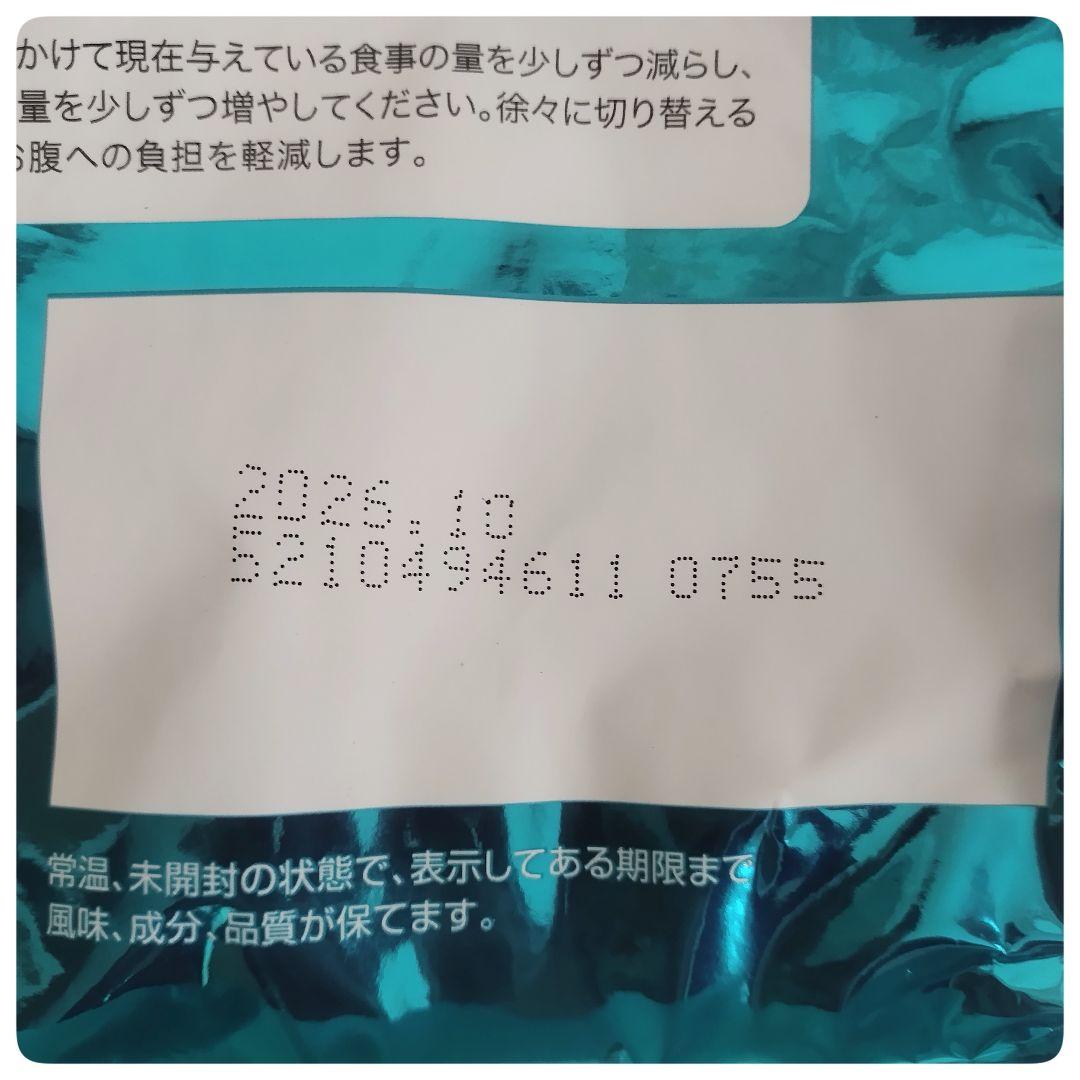 かけて現在与えている食事の量を少しずつ減らし、
量を少しずつ増やしてください。徐々に切り替える
お腹への負担を軽減します。
2026.10
5210494611 0755
常温、未開封の状態で、表示してある期限まで
風味、成分、品質が保てます。